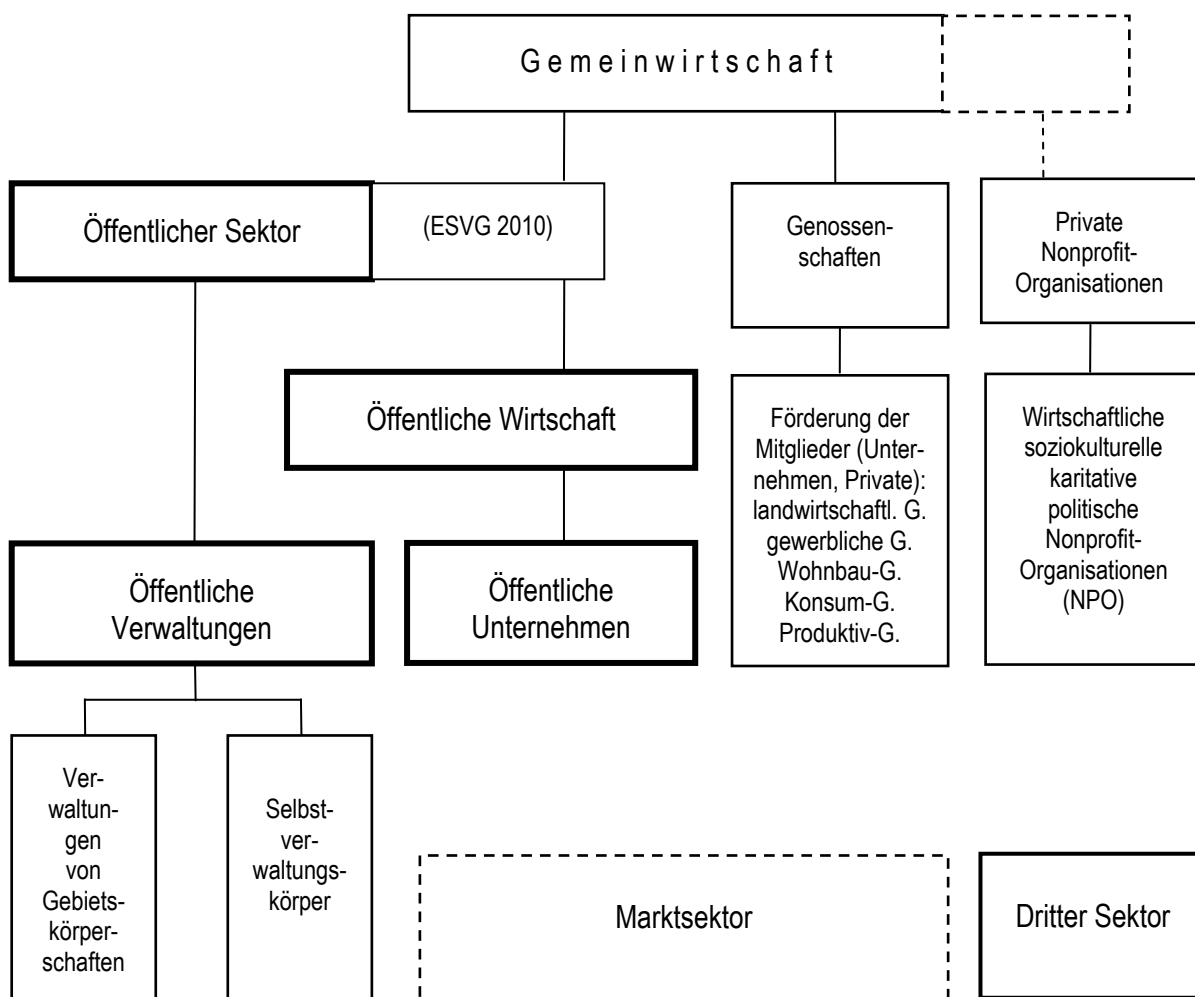 Gemeinwirtschaft
Öffentlicher Sektor
(ESVG 2010)
Genossen-
schaften
Private
Nonprofit-
Organisationen
Öffentliche Wirtschaft
Förderung der
Mitglieder (Unter-
nehmen, Private):
landwirtschaftl. G.
gewerbliche G.
Wohnbau-G.
Konsum-G.
Produktiv-G.
Wirtschaftliche
soziokulturelle
karitative
politische
Nonprofit-
Organisationen
(NPO)
Öffentliche
Verwaltungen
Öffentliche
Unternehmen
Ver-
waltun-
gen
von
Gebiets-
körper-
schaften
Selbst-
ver-
waltungs-
körper
Marktsektor
Dritter Sektor